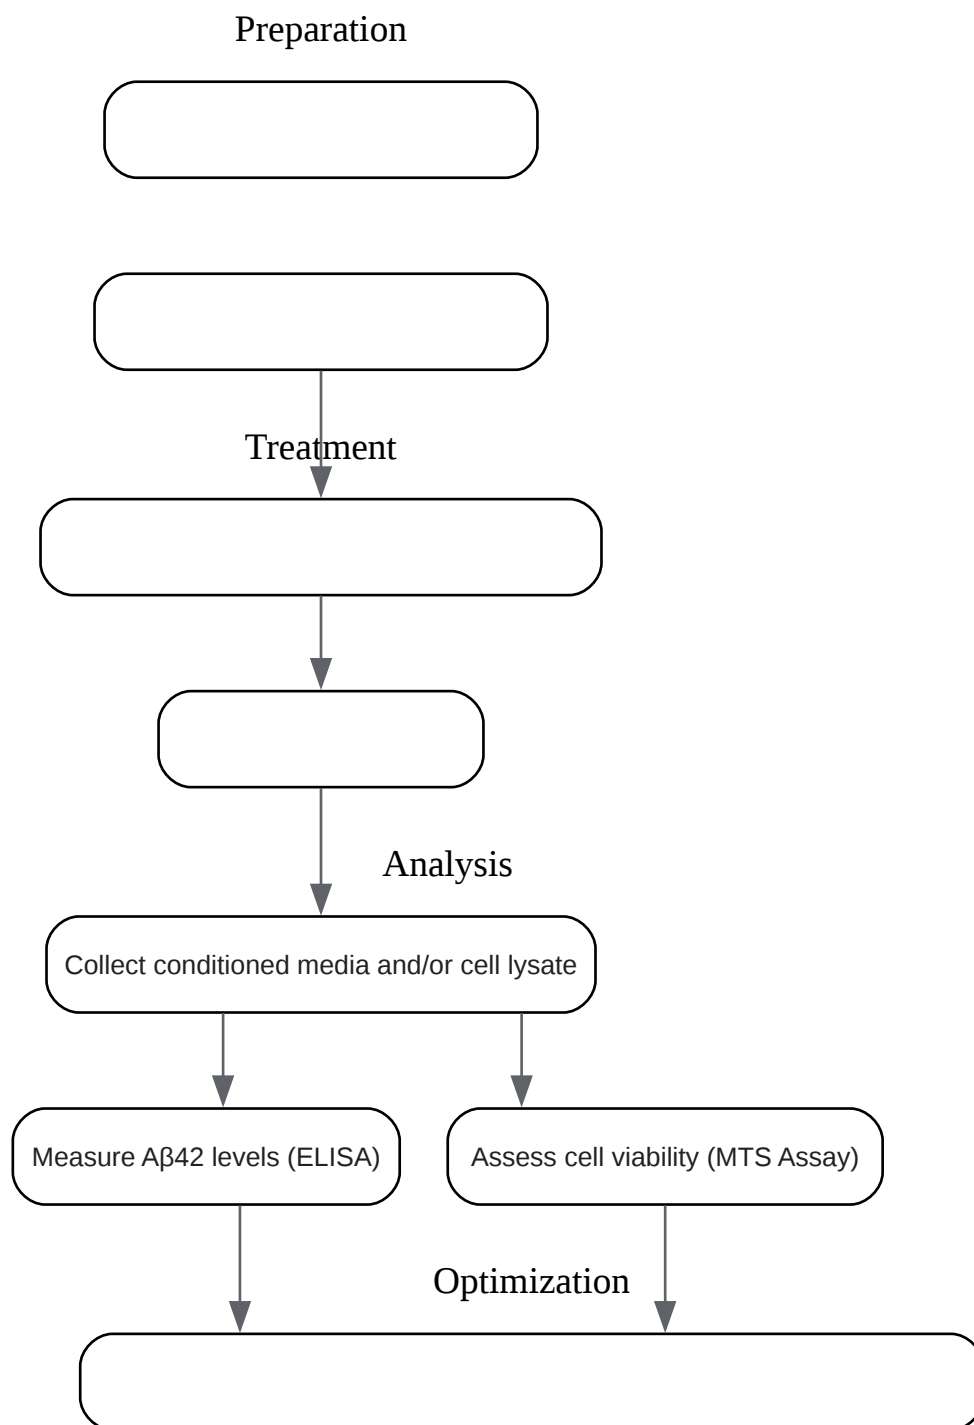 Preparation
Treatment
Analysis
Collect conditioned media and/or cell lysate
Measure Aβ42 levels (ELISA)
Assess cell viability (MTS Assay)
Optimization